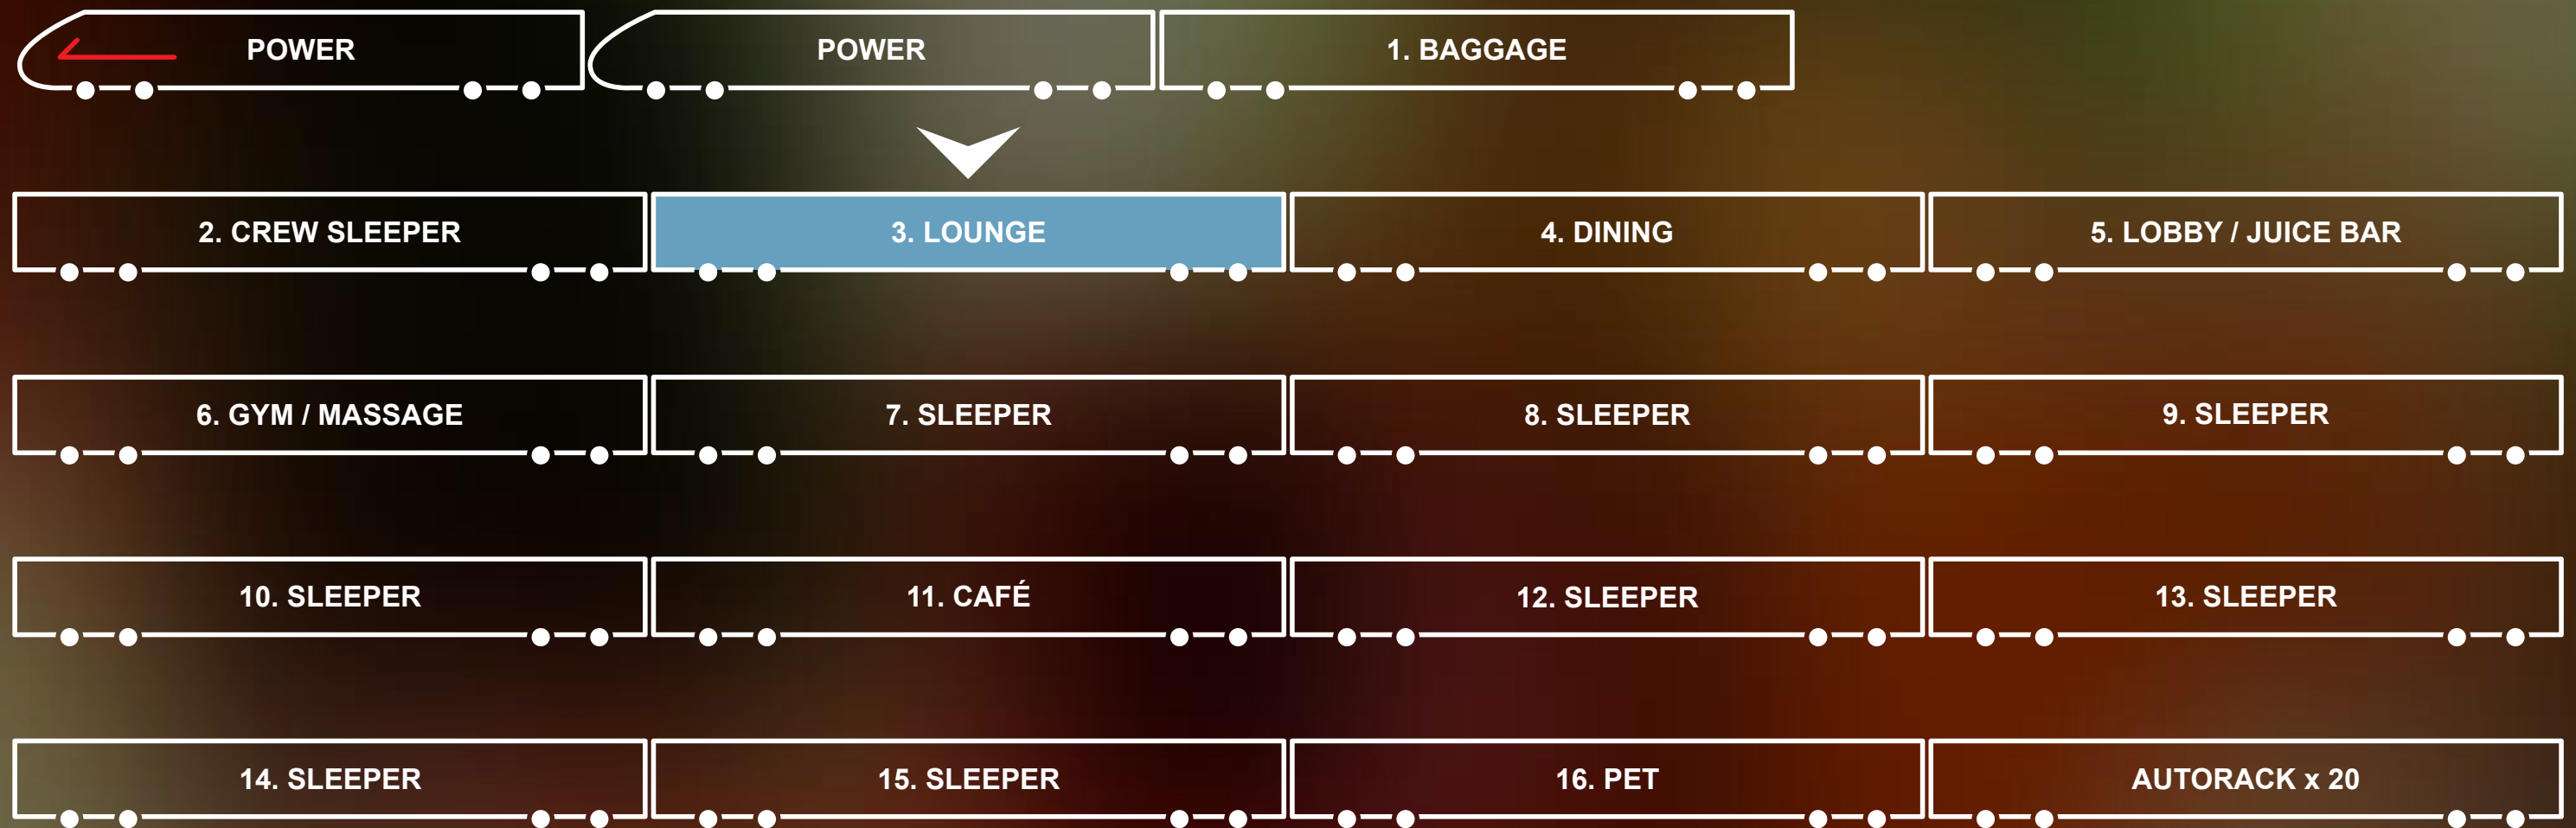 POWER
POWER
1. BAGGAGE
2. CREW SLEEPER
3. LOUNGE
4. DINING
5. LOBBY / JUICE BAR
6. GYM / MASSAGE
7. SLEEPER
8. SLEEPER
9. SLEEPER
10. SLEEPER
11. CAFÉ
12. SLEEPER
13. SLEEPER
14. SLEEPER
15. SLEEPER
16. PET
AUTORACK x 20